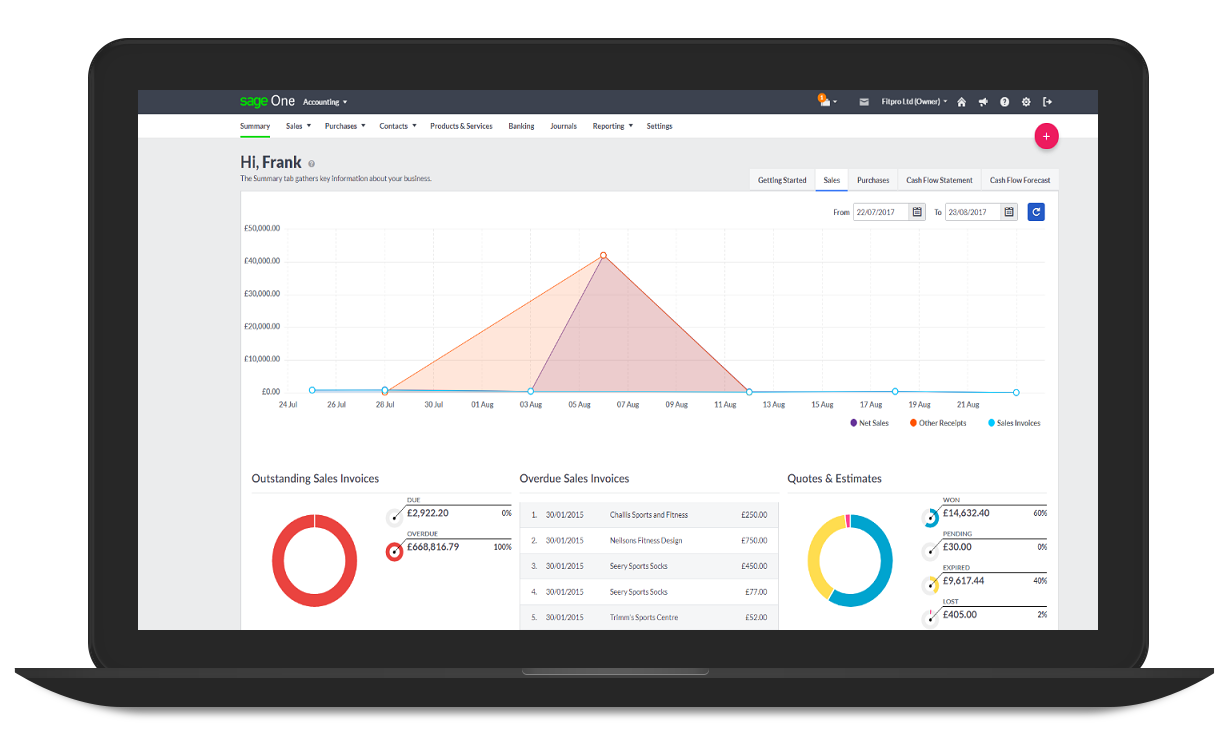 sage One Accounting
1
Fitpro Ltd (Owner)
Summary Sales Purchases Contacts Products & Services Banking Journals Reporting Settings
+
Hi, Frank
The Summary tab gathers key information about your business.
Getting Started Sales Purchases Cash Flow Statement Cash Flow Forecast
From 22/07/2017 To 23/08/2017
£50,000.00
£40,000.00
£30,000.00
£20,000.00
£10,000.00
£0.00
24 Jul 26 Jul 28 Jul 30 Jul 01 Aug 03 Aug 05 Aug 07 Aug 09 Aug 11 Aug 13 Aug 15 Aug 17 Aug 19 Aug 21 Aug
Net Sales Other Receipts Sales Invoices
Outstanding Sales Invoices
DUE
£2,922.20 0%
OVERDUE
£668,816.79 100%
Overdue Sales Invoices
1. 30/01/2015 Challis Sports and Fitness £250.00
2. 30/01/2015 Neilsons Fitness Design £750.00
3. 30/01/2015 Seery Sports Socks £450.00
4. 30/01/2015 Seery Sports Socks £77.00
5. 30/01/2015 Trimm's Sports Centre £52.00
Quotes & Estimates
WON
£14,632.40 60%
PENDING
£30.00 0%
EXPIRED
£9,617.44 40%
LOST
£405.00 2%